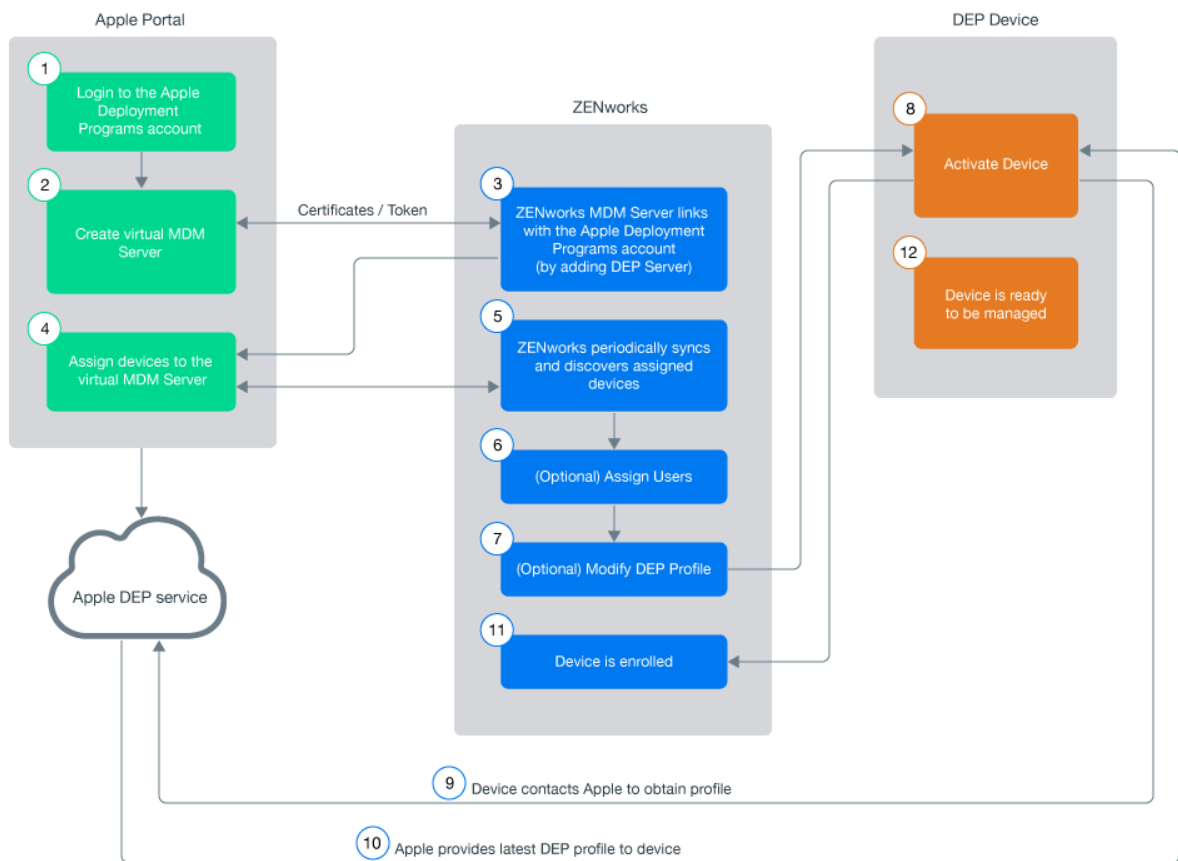 Apple Portal
DEP Device
ZENworks
1
Login to the Apple
Deployment
Programs account
2
Create virtual MDM
Server
Certificates / Token
3
ZENworks MDM Server links
with the Apple Deployment
Programs account
(by adding DEP Server)
4
Assign devices to the
virtual MDM Server
5
ZENworks periodically syncs
and discovers assigned
devices
6
(Optional) Assign Users
7
(Optional) Modify DEP Profile
8
Activate Device
Apple DEP service
9
Device contacts Apple to obtain profile
10
Apple provides latest DEP profile to device
11
Device is enrolled
12
Device is ready
to be managed